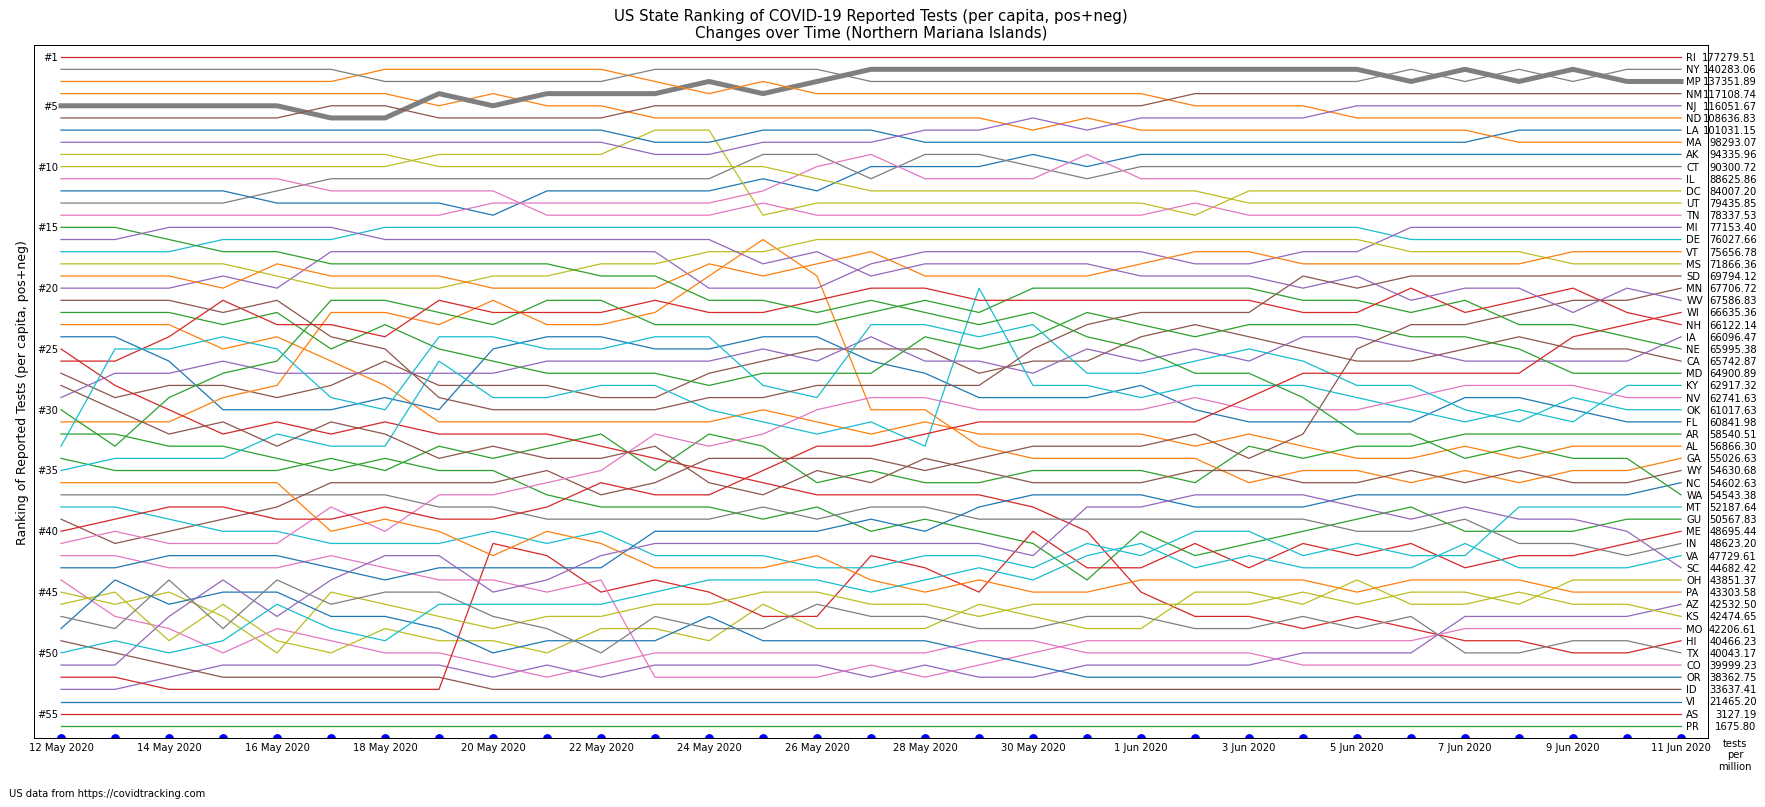 US State Ranking of COVID-19 Reported Tests (per capita, pos+neg)
Changes over Time (Northern Mariana Islands)
Ranking of Reported Tests (per capita, pos+neg)
#1
#5
#10
#15
#20
#25
#30
#35
#40
#45
#50
#55
RI 177279.51
NY 140283.06
MP 137351.89
NM 117108.74
NJ 116051.67
ND 108636.83
LA 101031.15
MA 98293.07
AK 94335.96
CT 90300.72
IL 88625.86
DC 84007.20
UT 79435.85
TN 78337.53
MI 77153.40
DE 76027.66
VT 75656.78
MS 71866.36
SD 69794.12
MN 67706.72
WV 67586.83
WI 66635.36
NH 66122.14
IA 66096.47
NE 65995.38
CA 65742.87
MD 64900.89
KY 62917.32
NV 62741.63
OK 61017.63
FL 60841.98
AR 58540.51
AL 56866.30
GA 55026.63
WY 54630.68
NC 54602.63
WA 54543.38
MT 52187.64
GU 50567.83
ME 48695.44
IN 48623.20
VA 47729.61
SC 44682.42
OH 43851.37
PA 43303.58
AZ 42532.50
KS 42474.65
MO 42206.61
HI 40466.23
TX 40043.17
CO 39999.23
OR 38362.75
ID 33637.41
VI 21465.20
AS 3127.19
PR 1675.80
12 May 2020 14 May 2020 16 May 2020 18 May 2020 20 May 2020 22 May 2020 24 May 2020 26 May 2020 28 May 2020 30 May 2020 1 Jun 2020 3 Jun 2020 5 Jun 2020 7 Jun 2020 9 Jun 2020 11 Jun 2020
tests
per
million
US data from https://covidtracking.com